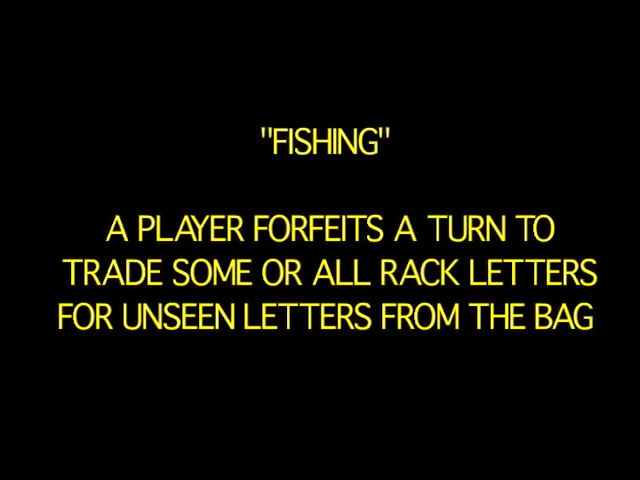 "FISHING"
A PLAYER FORFEITS A TURN TO
TRADE SOME OR ALL RACK LETTERS
FOR UNSEEN LETTERS FROM THE BAG